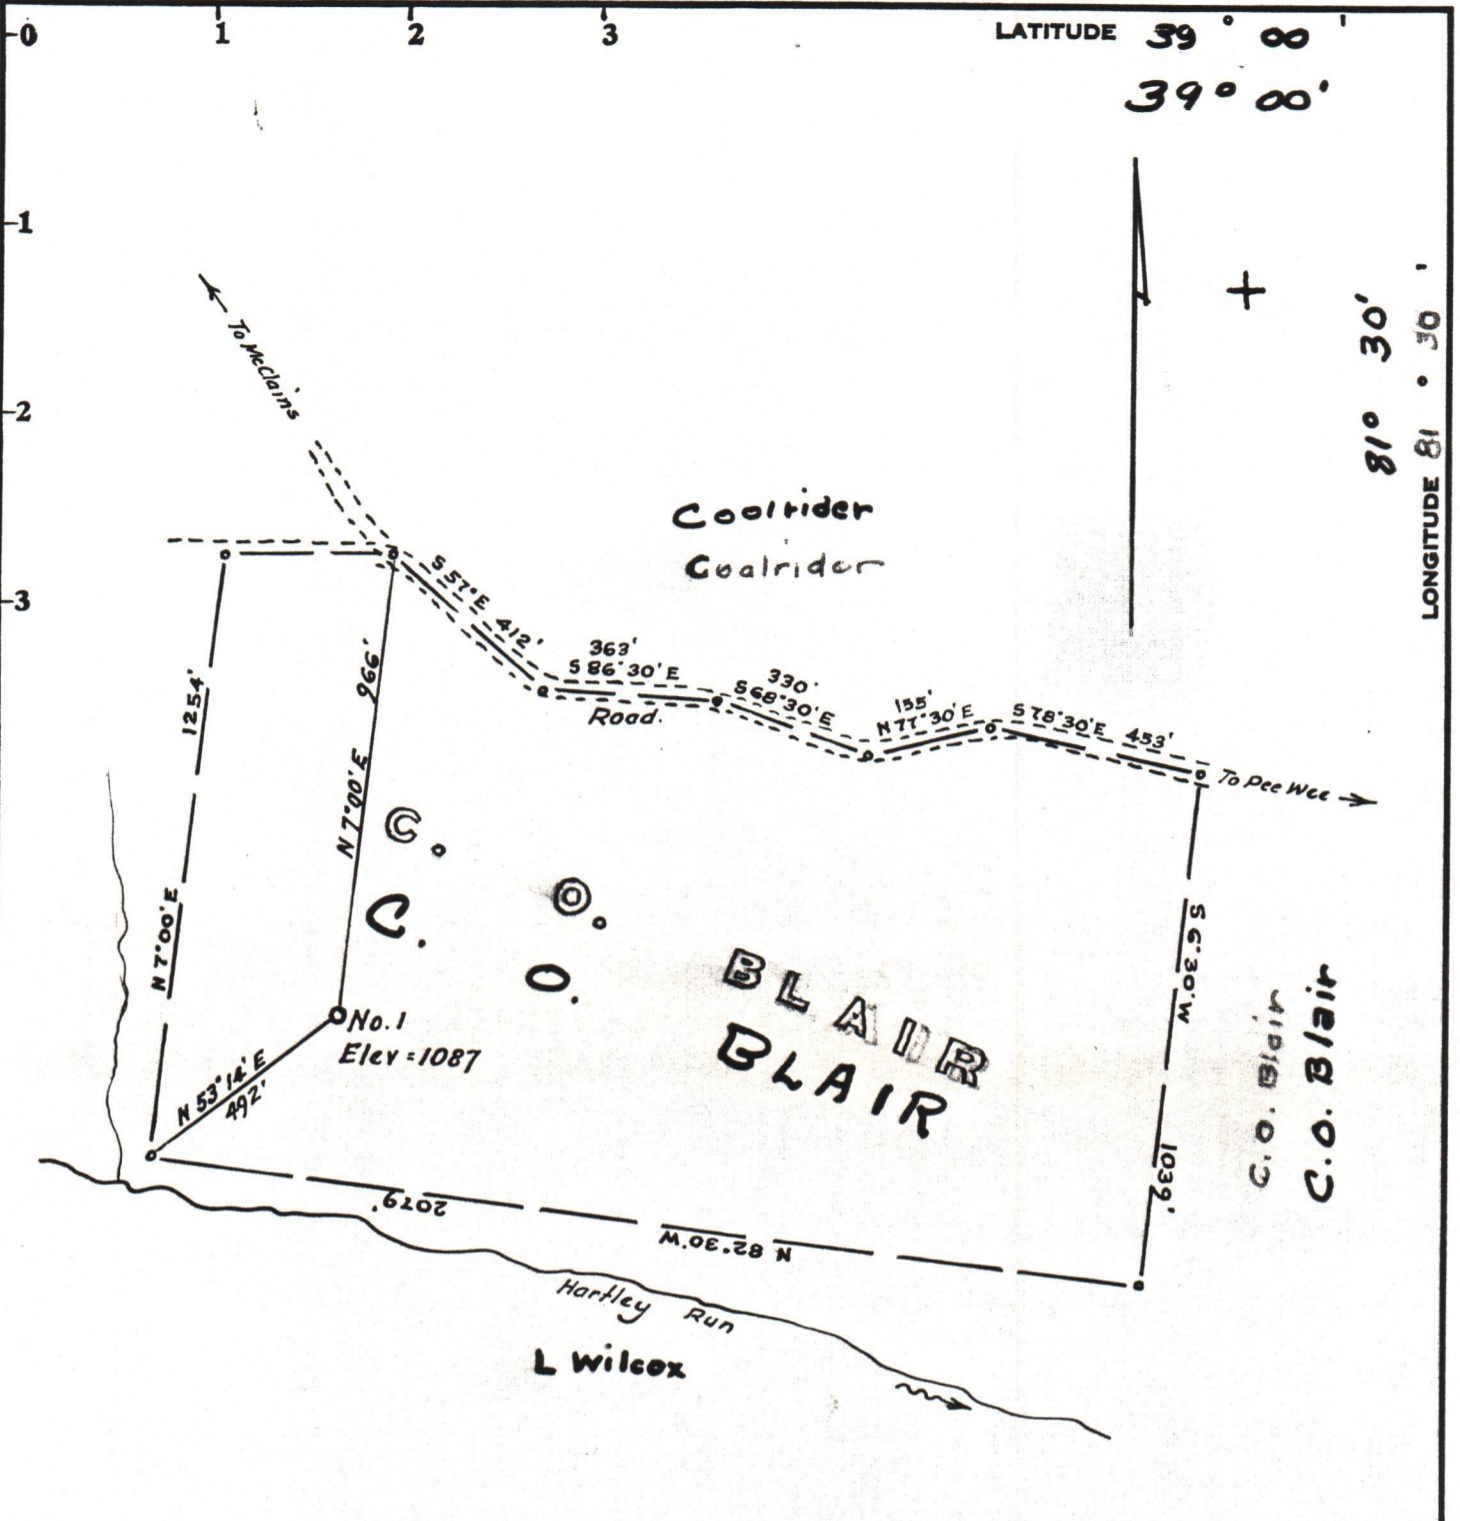 0 1 2 3
LATITUDE 39 ° 00 '
39° 00'
1
2
3
81° 30'
LONGITUDE 81 ° 30 '
To McClains
Coolrider
Coolrider
S 57°E
412'
363'
S 86°30'E
330'
S 68°30'E
155'
N 77°30'E
S 78°30'E 453'
Road.
To Pee Wee
1254'
N 7°00'E
966'
N 7°00'E
C. O. BLAIR
C. O. BLAIR
No. 1
Elev = 1087
N 53°14'E
492'
S 6°30'W
1039'
C. O. Blair
C. O. Blair
2079'
N 82°30'W
Hartley Run
L Wilcox